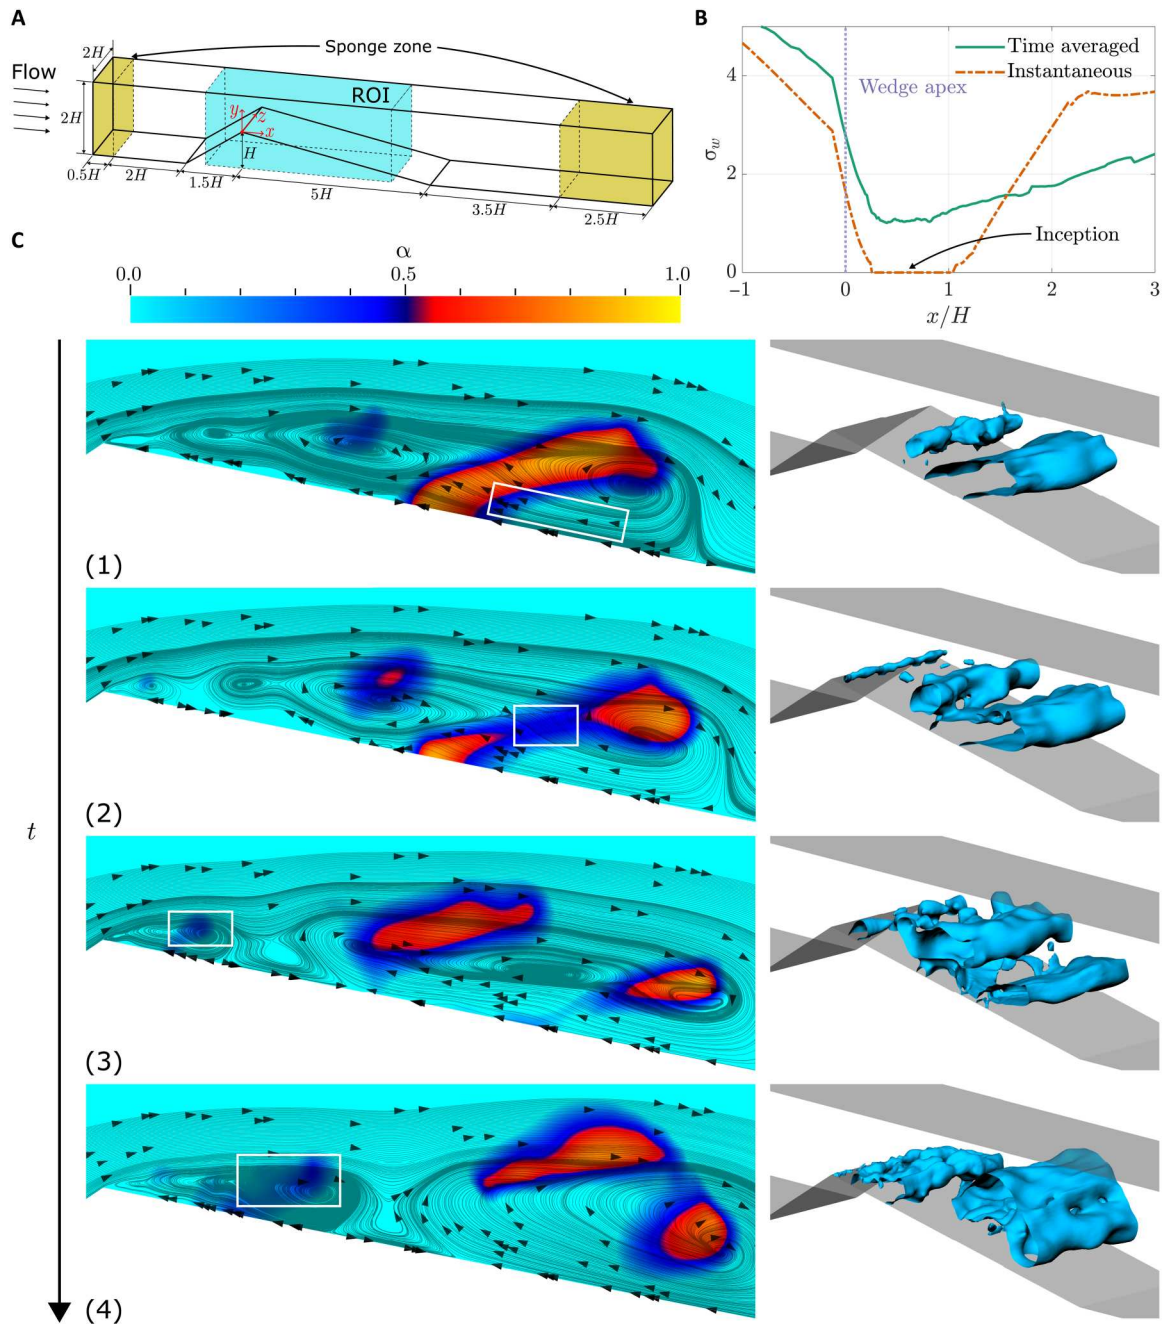 A
Flow
2H
2H
Sponge zone
ROI
y
z
x
H
0.5H
2H
1.5H
5H
3.5H
2.5H
B
Time averaged
Instantaneous
Wedge apex
Inception
σw
4
2
0
-1
0
1
2
3
x/H
C
α
0.0
0.5
1.0
t
(1)
(2)
(3)
(4)